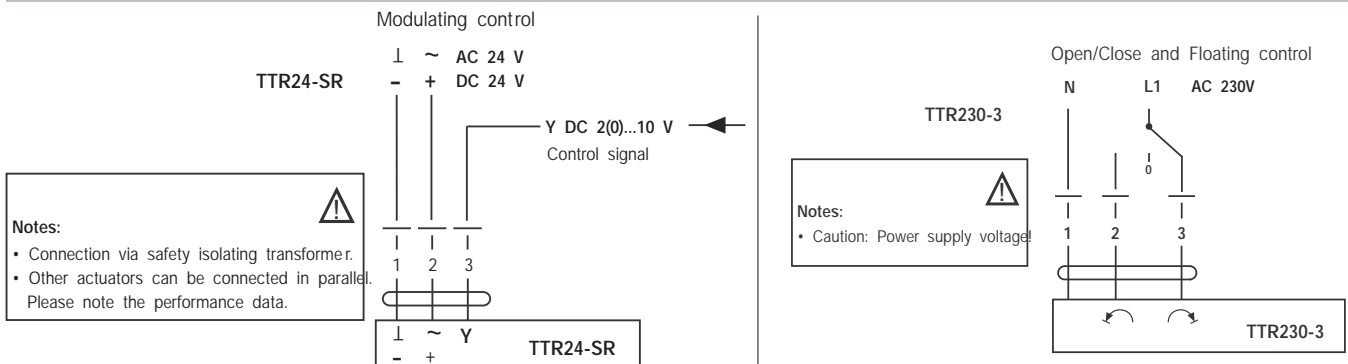 Modulating control
⊥ ~ AC 24 V
TTR24-SR - + DC 24 V
Y DC 2(0)...10 V
Control signal
Notes:
• Connection via safety isolating transformer.
• Other actuators can be connected in parallel.
Please note the performance data.
1 2 3
⊥ ~ Y
- +
TTR24-SR
Open/Close and Floating control
N L1 AC 230V
TTR230-3
0
Notes:
• Caution: Power supply voltage!
1 2 3
TTR230-3